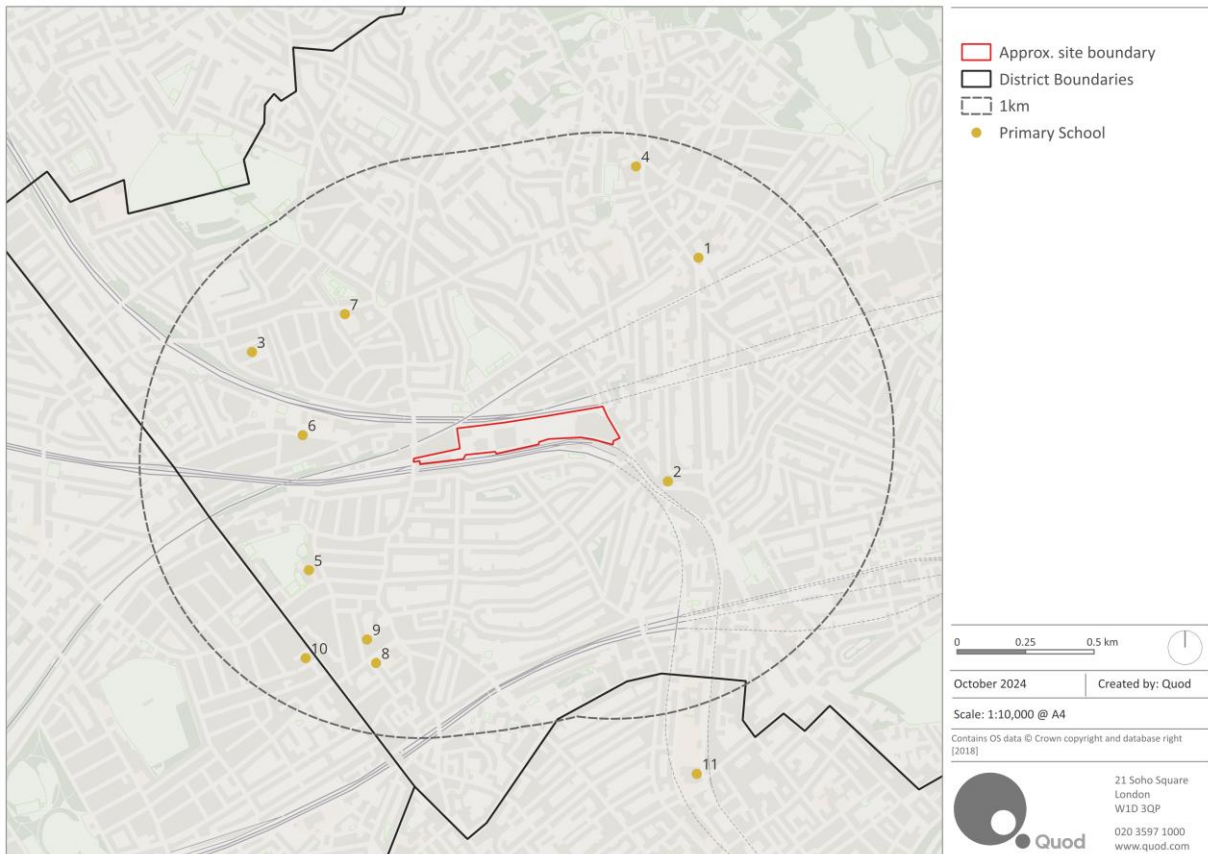 4
1
7
3
6
2
5
9
10
8
11
Approx. site boundary
District Boundaries
1km
Primary School
0 0.25 0.5 km
October 2024 Created by: Quod
Scale: 1:10,000 @ A4
Contains OS data © Crown copyright and database right
[2018]
Quod
21 Soho Square
London
W1D 3QP
020 3597 1000
www.quod.com